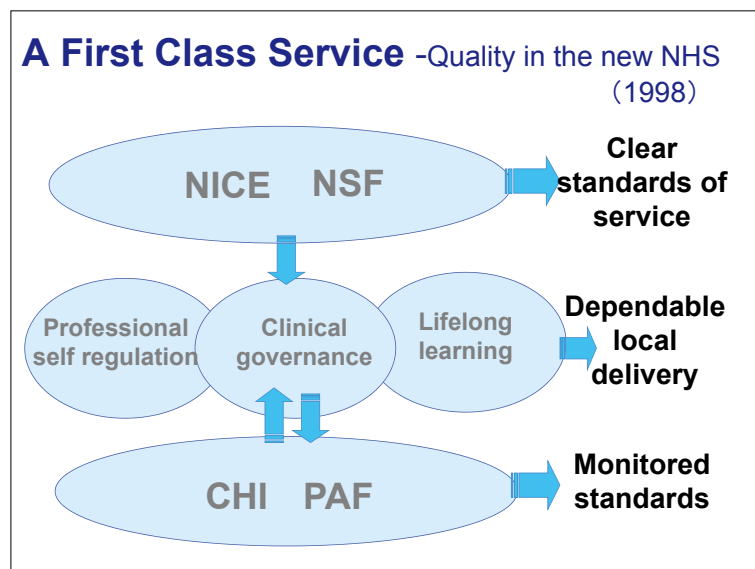 A First Class Service -Quality in the new NHS
（1998）
NICE NSF
Clear
standards of
service
Professional
self regulation
Clinical
governance
Lifelong
learning
Dependable
local
delivery
CHI PAF
Monitored
standards